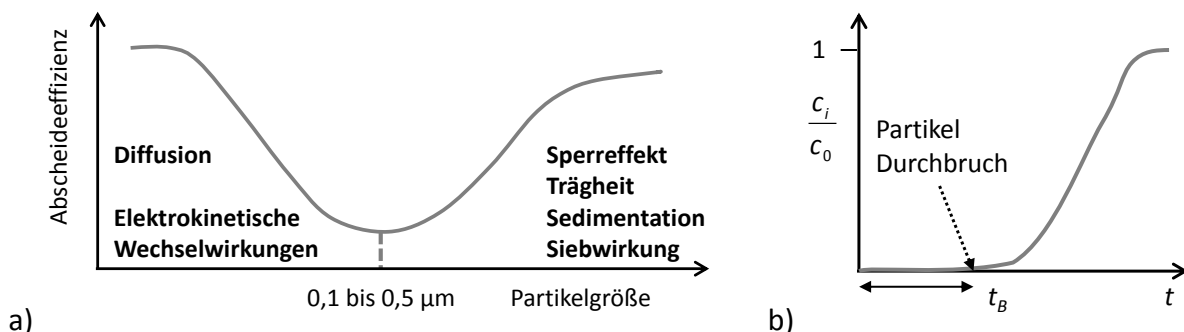 Abscheideeffizienz
Diffusion
Elektrokinetische
Wechselwirkungen
Sperreffekt
Trägheit
Sedimentation
Siebwirkung
0,1 bis 0,5 µm
Partikelgröße
a)
1
c_i
c_0
Partikel
Durchbruch
t_B
t
b)